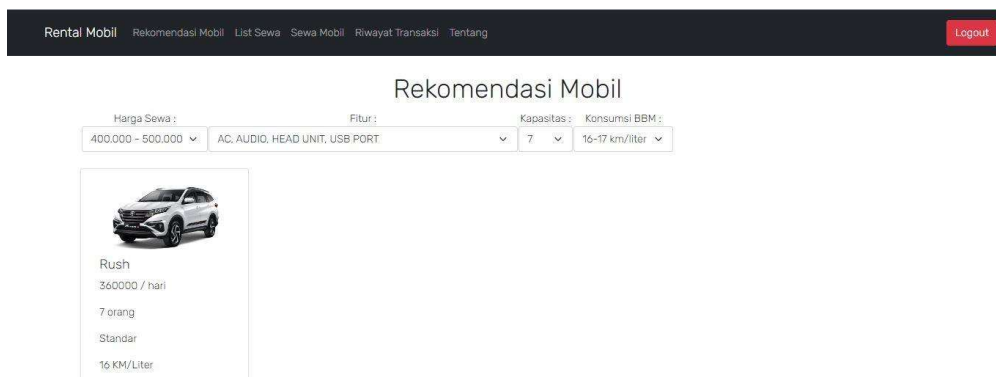 Rental Mobil Rekomendasi Mobil List Sewa Sewa Mobil Riwayat Transaksi Tentang Logout
Rekomendasi Mobil
Harga Sewa : Fitur : Kapasitas : Konsumsi BBM :
400.000 - 500.000 AC, AUDIO, HEAD UNIT, USB PORT 7 16-17 km/liter
Rush
360000 / hari
7 orang
Standar
16 KM/Liter